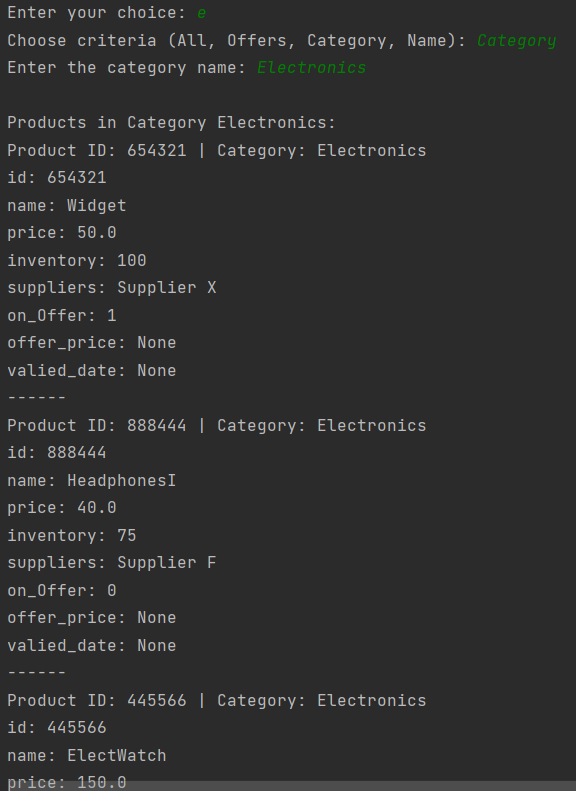 Enter your choice: e
Choose criteria (All, Offers, Category, Name): Category
Enter the category name: Electronics
Products in Category Electronics:
Product ID: 654321 | Category: Electronics
id: 654321
name: Widget
price: 50.0
inventory: 100
suppliers: Supplier X
on_Offer: 1
offer_price: None
valied_date: None
------
Product ID: 888444 | Category: Electronics
id: 888444
name: HeadphonesI
price: 40.0
inventory: 75
suppliers: Supplier F
on_Offer: 0
offer_price: None
valied_date: None
------
Product ID: 445566 | Category: Electronics
id: 445566
name: ElectWatch
price: 150.0